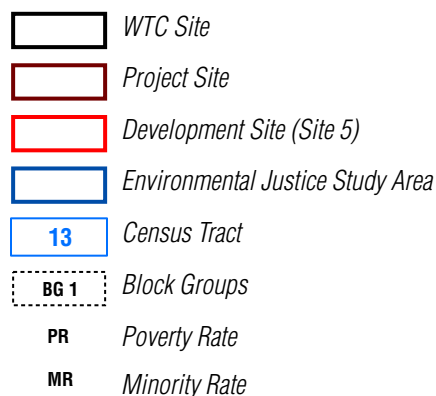 WTC Site
Project Site
Development Site (Site 5)
Environmental Justice Study Area
13 Census Tract
BG 1 Block Groups
PR Poverty Rate
MR Minority Rate